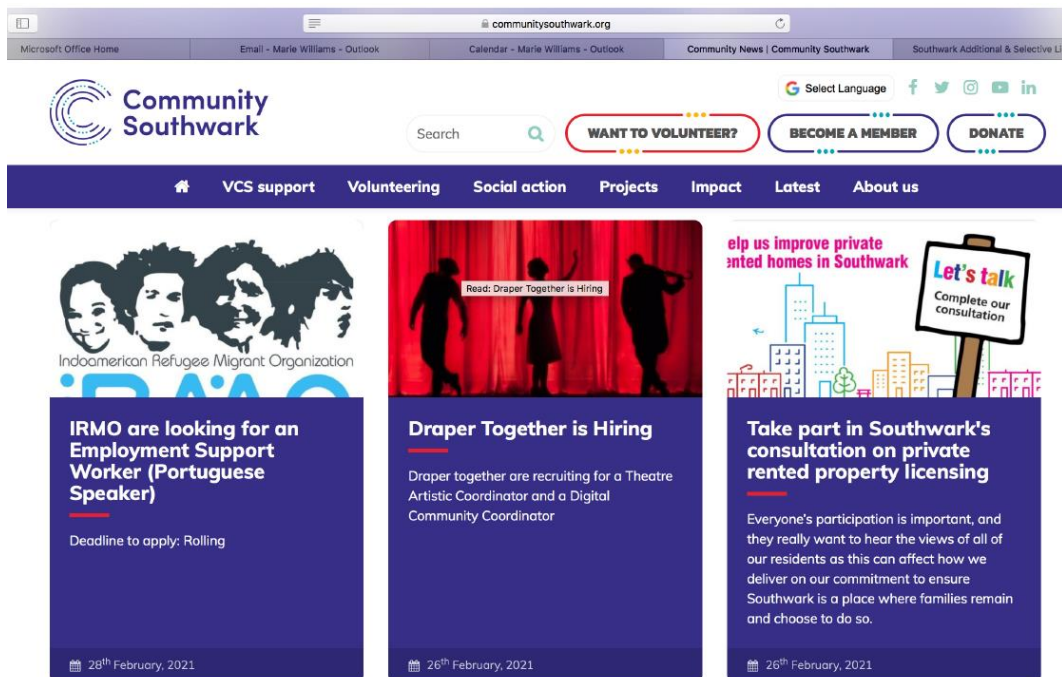 communitysouthwark.org
Microsoft Office Home
Email - Marie Williams - Outlook
Calendar - Marie Williams - Outlook
Community News | Community Southwark
Southwark Additional & Selective Li
Community
Southwark
G Select Language
Search
WANT TO VOLUNTEER?
BECOME A MEMBER
DONATE
VCS support
Volunteering
Social action
Projects
Impact
Latest
About us
Indoamerican Refugee Migrant Organization
IRMO
IRMO are looking for an
Employment Support
Worker (Portuguese
Speaker)
Deadline to apply: Rolling
28th February, 2021
Read: Draper Together is Hiring
Draper Together is Hiring
Draper together are recruiting for a Theatre
Artistic Coordinator and a Digital
Community Coordinator
26th February, 2021
elp us improve private
ented homes in Southwark
Let's talk
Complete our
consultation
Take part in Southwark's
consultation on private
rented property licensing
Everyone's participation is important, and
they really want to hear the views of all of
our residents as this can affect how we
deliver on our commitment to ensure
Southwark is a place where families remain
and choose to do so.
26th February, 2021